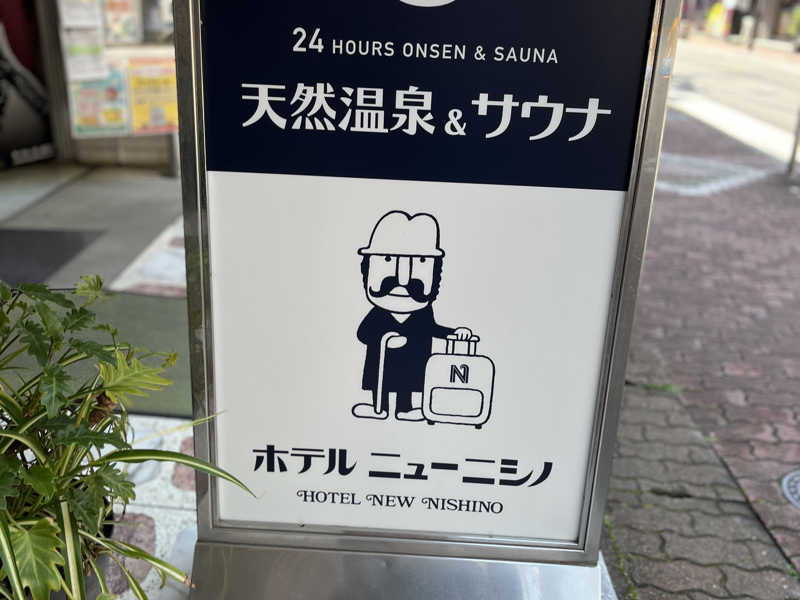 24 HOURS ONSEN & SAUNA
天然温泉&サウナ
N
ホテル ニューニシノ
HOTEL NEW NISHINO